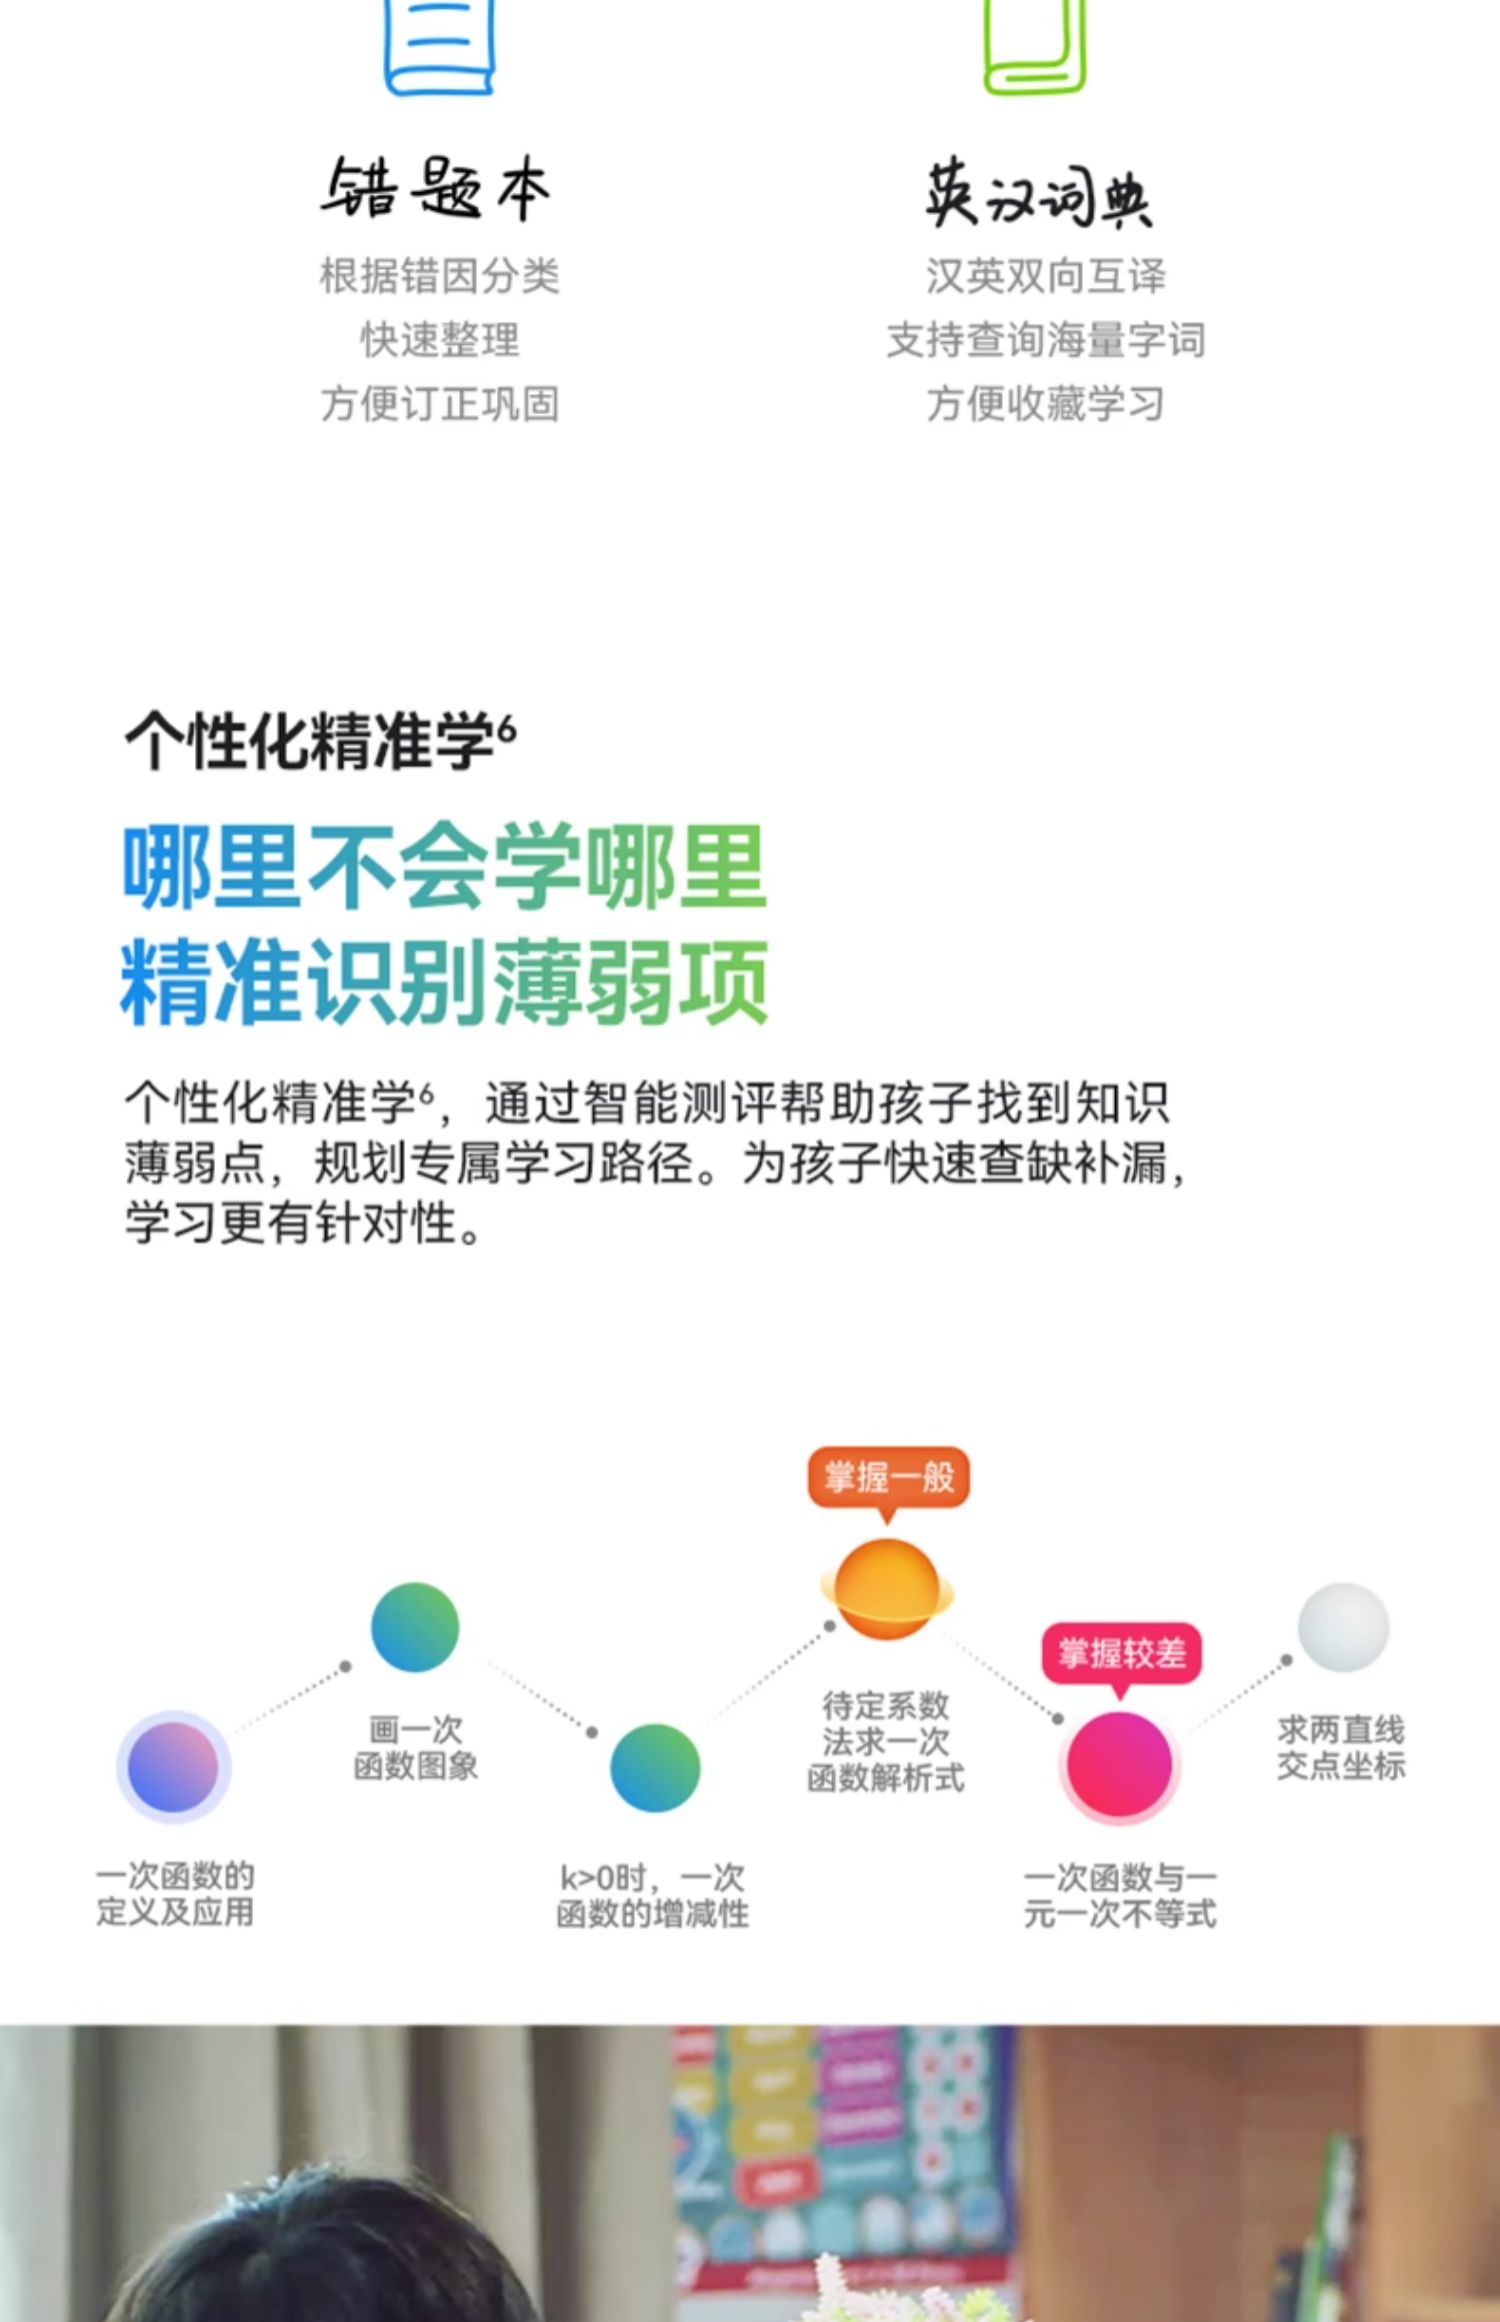 错题本
根据错因分类
快速整理
方便订正巩固
英汉词典
汉英双向互译
支持查询海量字词
方便收藏学习
个性化精准学6
哪里不会学哪里
精准识别薄弱项
个性化精准学6，通过智能测评帮助孩子找到知识
薄弱点，规划专属学习路径。为孩子快速查缺补漏，
学习更有针对性。
一次函数的
定义及应用
画一次
函数图象
k>0时，一次
函数的增减性
掌握一般
待定系数
法求一次
函数解析式
掌握较差
一次函数与一
元一次不等式
求两直线
交点坐标